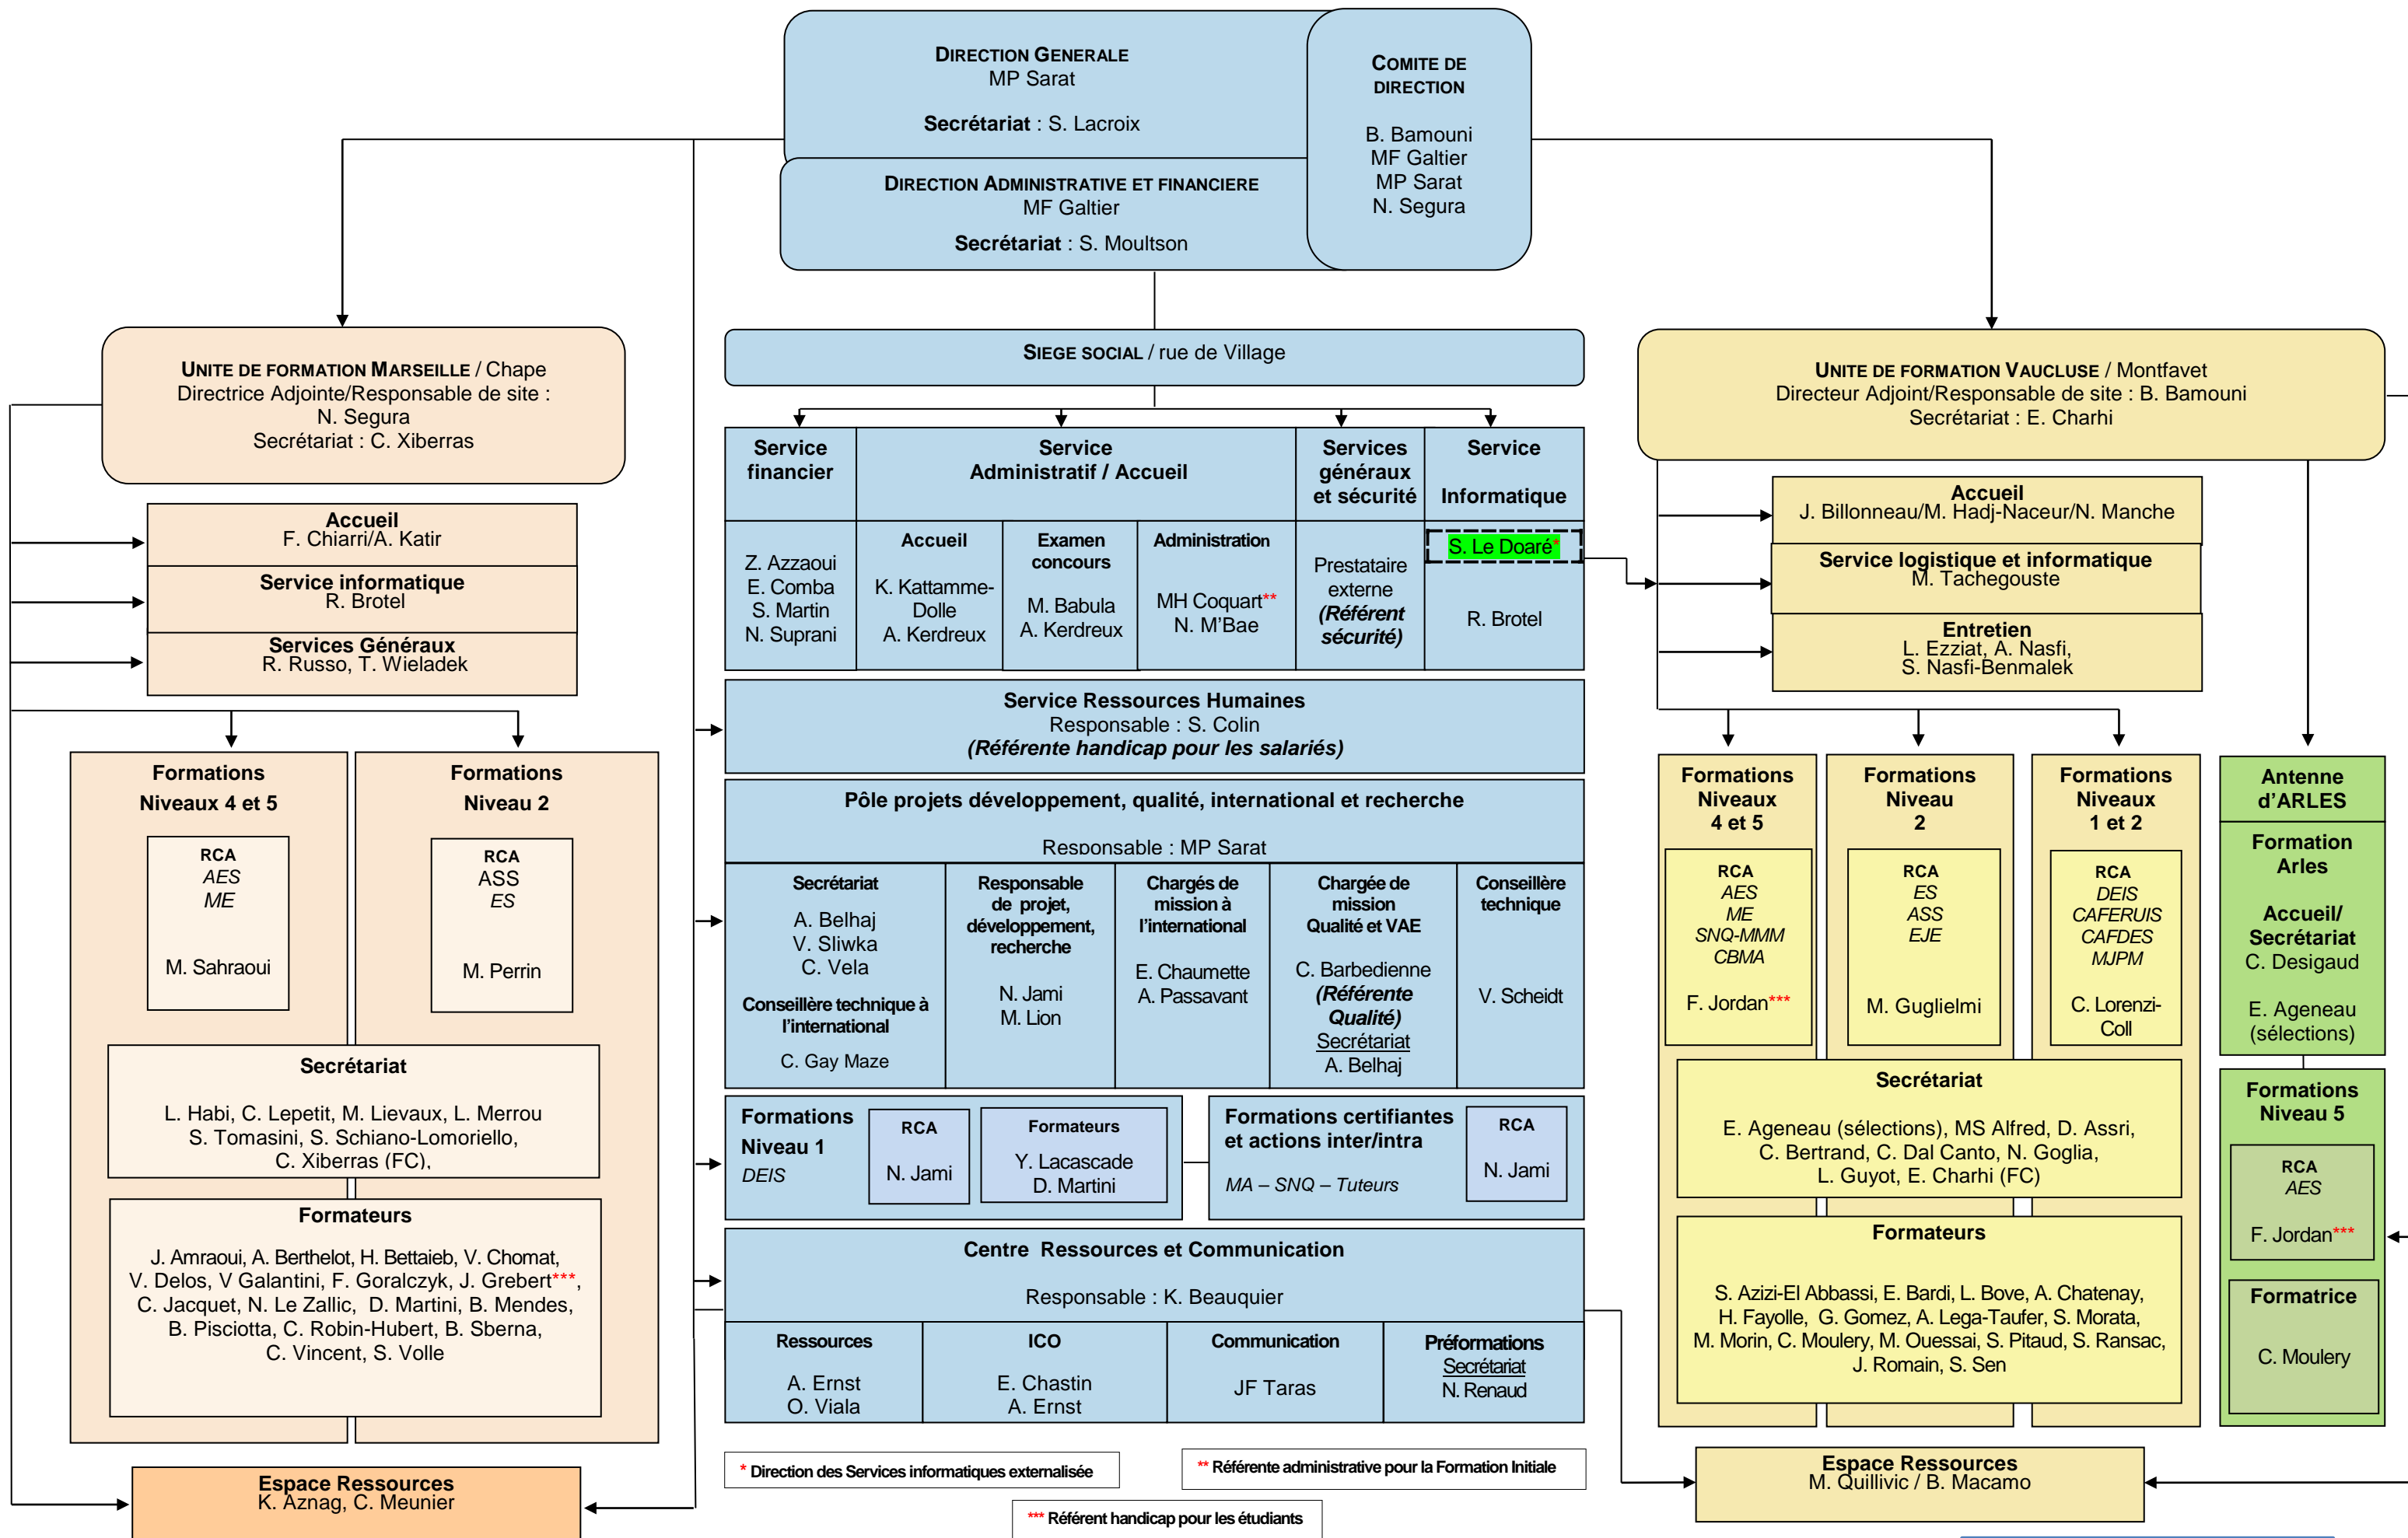 DIRECTION GENERALE
MP Sarat
Secrétariat : S. Lacroix
DIRECTION ADMINISTRATIVE ET FINANCIERE
MF Galtier
Secrétariat : S. Moultson
COMITE DE
DIRECTION
B. Bamouni
MF Galtier
MP Sarat
N. Segura
UNITE DE FORMATION MARSEILLE / Chape
Directrice Adjointe/Responsable de site :
N. Segura
Secrétariat : C. Xiberras
Accueil
F. Chiarri/A. Katir
Service informatique
R. Brotel
Services Généraux
R. Russo, T. Wieladek
Formations
Niveaux 4 et 5
RCA
AES
ME
M. Sahraoui
Formations
Niveau 2
RCA
ASS
ES
M. Perrin
Secrétariat
L. Habi, C. Lepetit, M. Lievaux, L. Merrou
S. Tomasini, S. Schiano-Lomoriello,
C. Xiberras (FC),
Formateurs
J. Amraoui, A. Berthelot, H. Bettaieb, V. Chomat,
V. Delos, V Galantini, F. Goralczyk, J. Grebert***,
C. Jacquet, N. Le Zallic, D. Martini, B. Mendes,
B. Pisciotta, C. Robin-Hubert, B. Sberna,
C. Vincent, S. Volle
Espace Ressources
K. Aznag, C. Meunier
SIEGE SOCIAL / rue de Village
Service
financier
Z. Azzaoui
E. Comba
S. Martin
N. Suprani
Service
Administratif / Accueil
Accueil
K. Kattamme-
Dolle
A. Kerdreux
Examen
concours
M. Babula
A. Kerdreux
Administration
MH Coquart**
N. M'Bae
Services
généraux
et sécurité
Prestataire
externe
(Référent
sécurité)
Service
Informatique
S. Le Doaré*
R. Brotel
Service Ressources Humaines
Responsable : S. Colin
(Référente handicap pour les salariés)
Pôle projets développement, qualité, international et recherche
Responsable : MP Sarat
Secrétariat
A. Belhaj
V. Sliwka
C. Vela
Conseillère technique à
l'international
C. Gay Maze
Responsable
de projet,
développement,
recherche
N. Jami
M. Lion
Chargés de
mission à
l'international
E. Chaumette
A. Passavant
Chargée de
mission
Qualité et VAE
C. Barbedienne
(Référente
Qualité)
Secrétariat
A. Belhaj
Conseillère
technique
V. Scheidt
Formations
Niveau 1
DEIS
RCA
N. Jami
Formateurs
Y. Lacascade
D. Martini
Formations certifiantes
et actions inter/intra
MA – SNQ – Tuteurs
RCA
N. Jami
Centre Ressources et Communication
Responsable : K. Beauquier
Ressources
A. Ernst
O. Viala
ICO
E. Chastin
A. Ernst
Communication
JF Taras
Préformations
Secrétariat
N. Renaud
* Direction des Services informatiques externalisée
** Référente administrative pour la Formation Initiale
*** Référent handicap pour les étudiants
UNITE DE FORMATION VAUCLUSE / Montfavet
Directeur Adjoint/Responsable de site : B. Bamouni
Secrétariat : E. Charhi
Accueil
J. Billonneau/M. Hadj-Naceur/N. Manche
Service logistique et informatique
M. Tachegouste
Entretien
L. Ezziat, A. Nasfi,
S. Nasfi-Benmalek
Formations
Niveaux
4 et 5
RCA
AES
ME
SNQ-MMM
CBMA
F. Jordan***
Formations
Niveau
2
RCA
ES
ASS
EJE
M. Guglielmi
Formations
Niveaux
1 et 2
RCA
DEIS
CAFERUIS
CAFDES
MJPM
C. Lorenzi-
Coll
Secrétariat
E. Ageneau (sélections), MS Alfred, D. Assri,
C. Bertrand, C. Dal Canto, N. Goglia,
L. Guyot, E. Charhi (FC)
Formateurs
S. Azizi-El Abbassi, E. Bardi, L. Bove, A. Chatenay,
H. Fayolle, G. Gomez, A. Lega-Taufer, S. Morata,
M. Morin, C. Moulery, M. Ouessai, S. Pitaud, S. Ransac,
J. Romain, S. Sen
Espace Ressources
M. Quillivic / B. Macamo
Antenne
d'ARLES
Formation
Arles
Accueil/
Secrétariat
C. Desigaud
E. Ageneau
(sélections)
Formations
Niveau 5
RCA
AES
F. Jordan***
Formatrice
C. Moulery